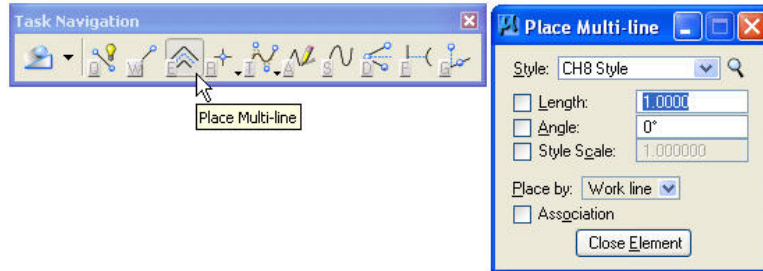 Task Navigation
Q W E R T A S D F G
Place Multi-line
Place Multi-line
Style: CH8 Style
Length: 1.0000
Angle: 0°
Style Scale: 1.000000
Place by: Work line
Association
Close Element